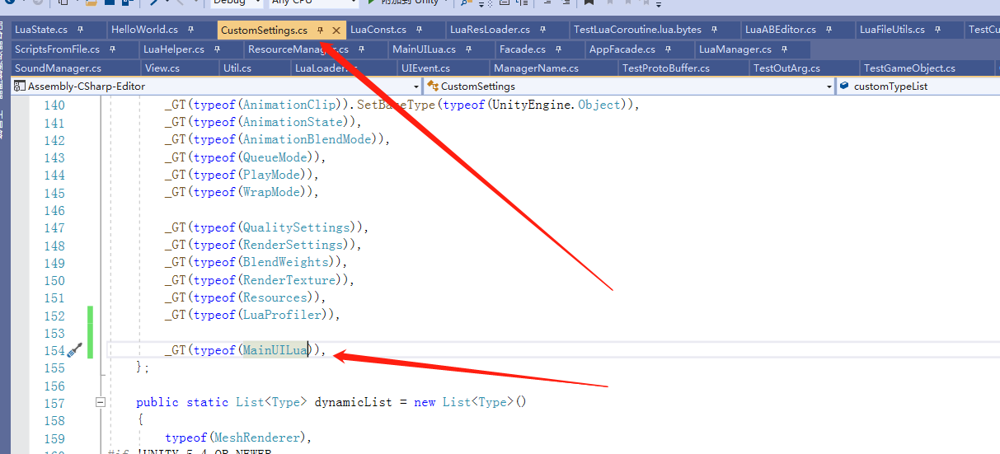 Debug Any CPU 附加到 Unity
LuaState.cs HelloWorld.cs CustomSettings.cs LuaConst.cs LuaResLoader.cs TestLuaCoroutine.lua.bytes LuaABEditor.cs LuaFileUtils.cs TestCu
ScriptsFromFile.cs LuaHelper.cs ResourceManager.cs MainUILua.cs Facade.cs AppFacade.cs LuaManager.cs
SoundManager.cs View.cs Util.cs LuaLoader.cs UIEvent.cs ManagerName.cs TestProtoBuffer.cs TestOutArg.cs TestGameObject.cs
Assembly-CSharp-Editor CustomSettings customTypeList
140 _GT(typeof(AnimationClip)).SetBaseType(typeof(UnityEngine.Object)),
141 _GT(typeof(AnimationState)),
142 _GT(typeof(AnimationBlendMode)),
143 _GT(typeof(QueueMode)),
144 _GT(typeof(PlayMode)),
145 _GT(typeof(WrapMode)),
146
147 _GT(typeof(QualitySettings)),
148 _GT(typeof(RenderSettings)),
149 _GT(typeof(BlendWeights)),
150 _GT(typeof(RenderTexture)),
151 _GT(typeof(Resources)),
152 _GT(typeof(LuaProfiler)),
153
154 _GT(typeof(MainUILua)),
155 };
156
157 public static List<Type> dynamicList = new List<Type>()
158 {
159 typeof(MeshRenderer),
#if !UNITY_5_4_OR_NEWER